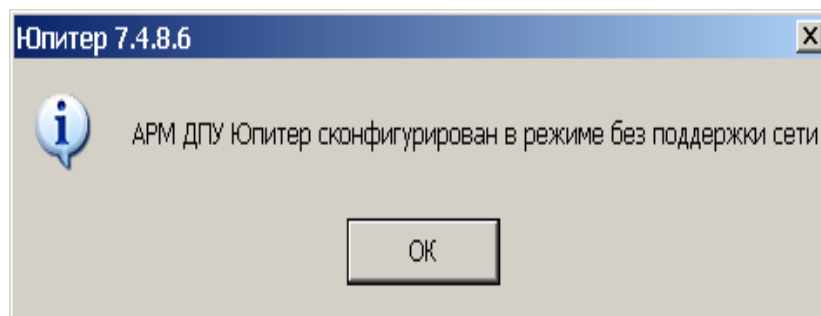 Юпитер 7.4.8.6
АРМ ДПУ Юпитер сконфигурирован в режиме без поддержки сети
ОК